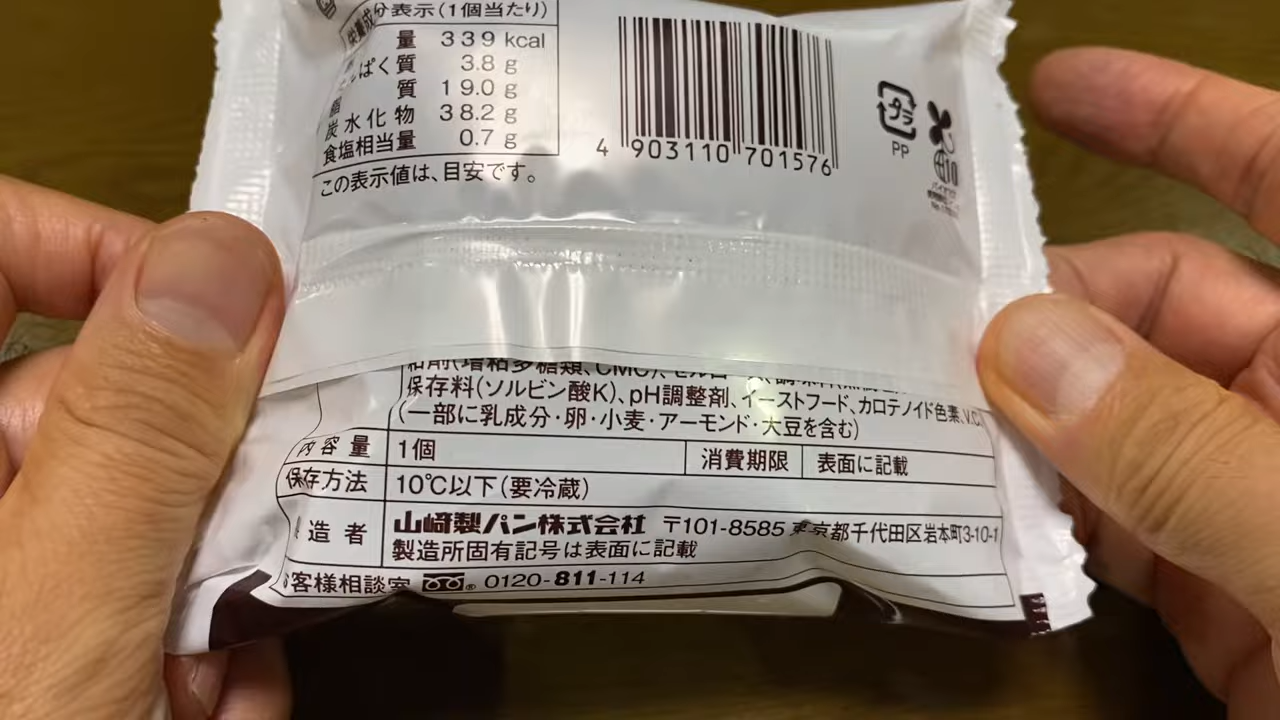 分表示(1個当たり)
量 339 kcal
ぱく質 3.8 g
質 19.0 g
炭水化物 38.2 g
食塩相当量 0.7 g
この表示値は、目安です。
4 903110 701576
プラ
PP
保存料(ソルビン酸K)、pH調整剤、イーストフード、カロテノイド色素、V.C、
(一部に乳成分・卵・小麦・アーモンド・大豆を含む)
内容量 1個 消費期限 表面に記載
保存方法 10℃以下(要冷蔵)
造者 山崎製パン株式会社 〒101-8585 東京都千代田区岩本町3-10-1
製造所固有記号は表面に記載
客様相談室 0120-811-114